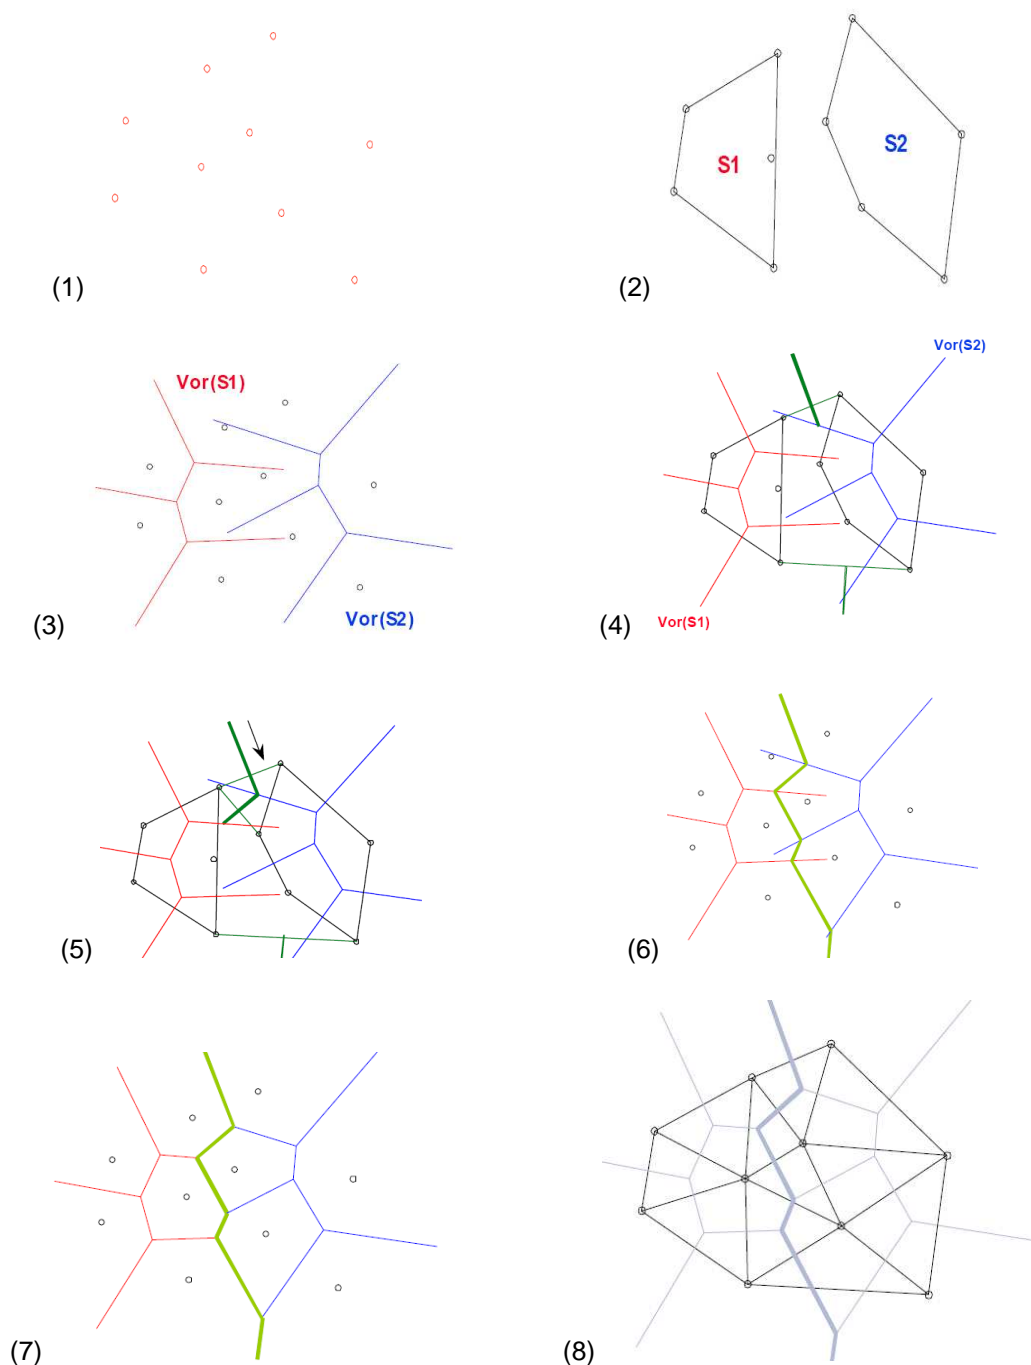 (1)
S1
S2
(2)
Vor(S1)
Vor(S2)
(3)
Vor(S2)
Vor(S1)
(4)
(5)
(6)
(7)
(8)